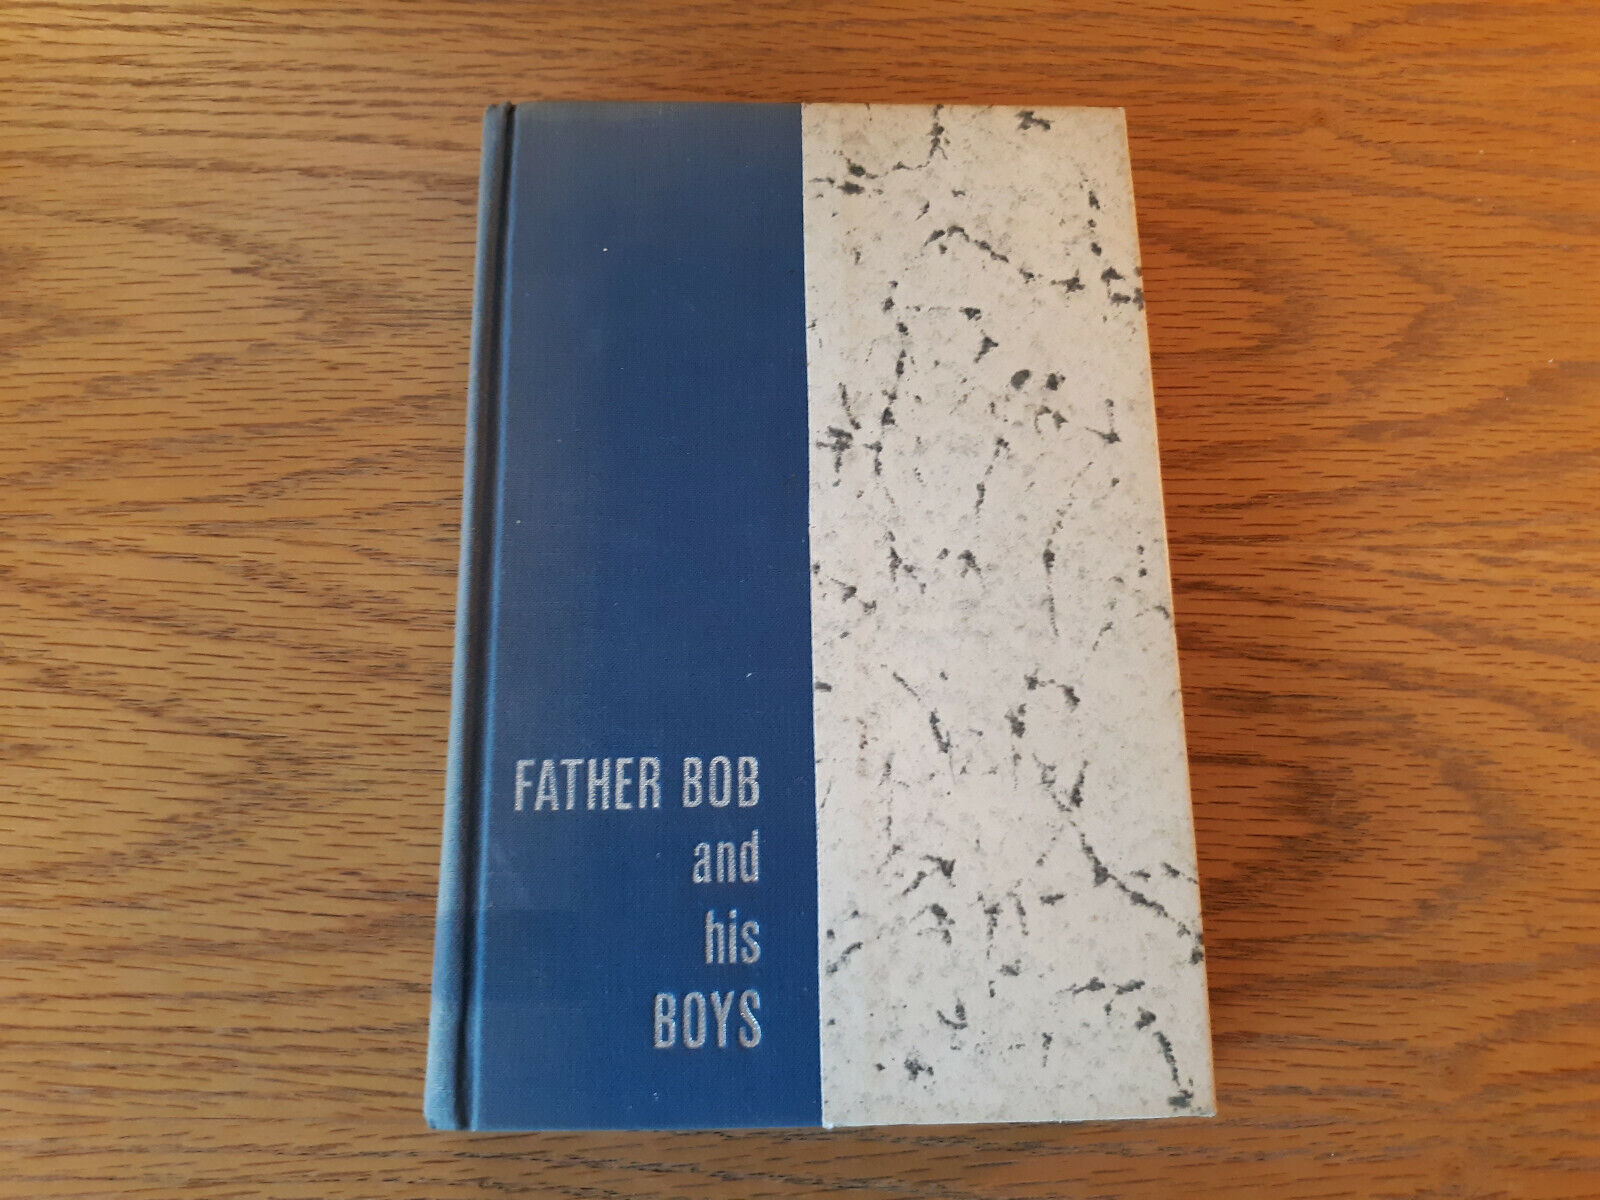 FATHER BOB
and
his
BOYS